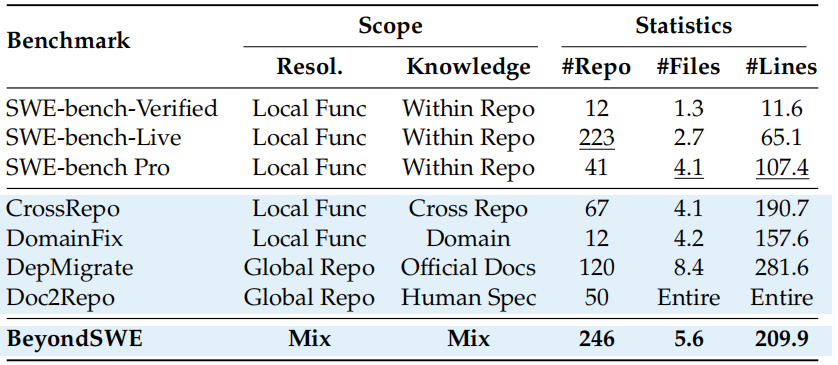 Benchmark Scope Statistics
Resol. Knowledge #Repo #Files #Lines
SWE-bench-Verified Local Func Within Repo 12 1.3 11.6
SWE-bench-Live Local Func Within Repo 223 2.7 65.1
SWE-bench Pro Local Func Within Repo 41 4.1 107.4
CrossRepo Local Func Cross Repo 67 4.1 190.7
DomainFix Local Func Domain 12 4.2 157.6
DepMigrate Global Repo Official Docs 120 8.4 281.6
Doc2Repo Global Repo Human Spec 50 Entire Entire
BeyondSWE Mix Mix 246 5.6 209.9